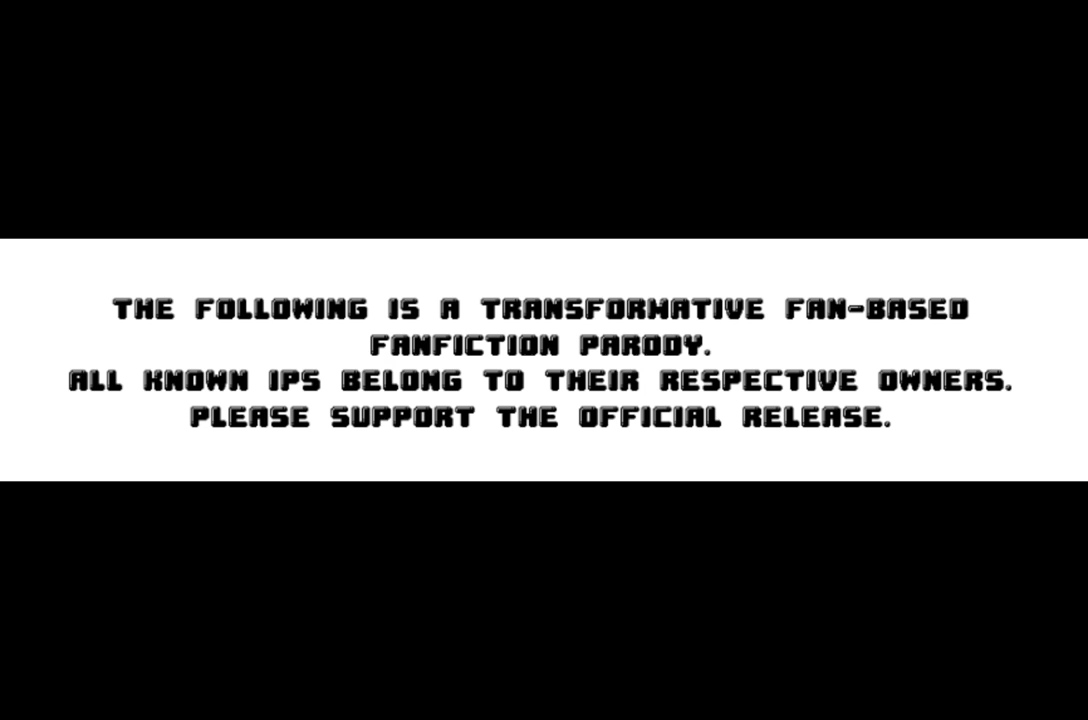 THE FOLLOWING IS A TRANSFORMATIVE FAN-BASED
FANFICTION PARODY.
ALL KNOWN IPS BELONG TO THEIR RESPECTIVE OWNERS.
PLEASE SUPPORT THE OFFICIAL RELEASE.